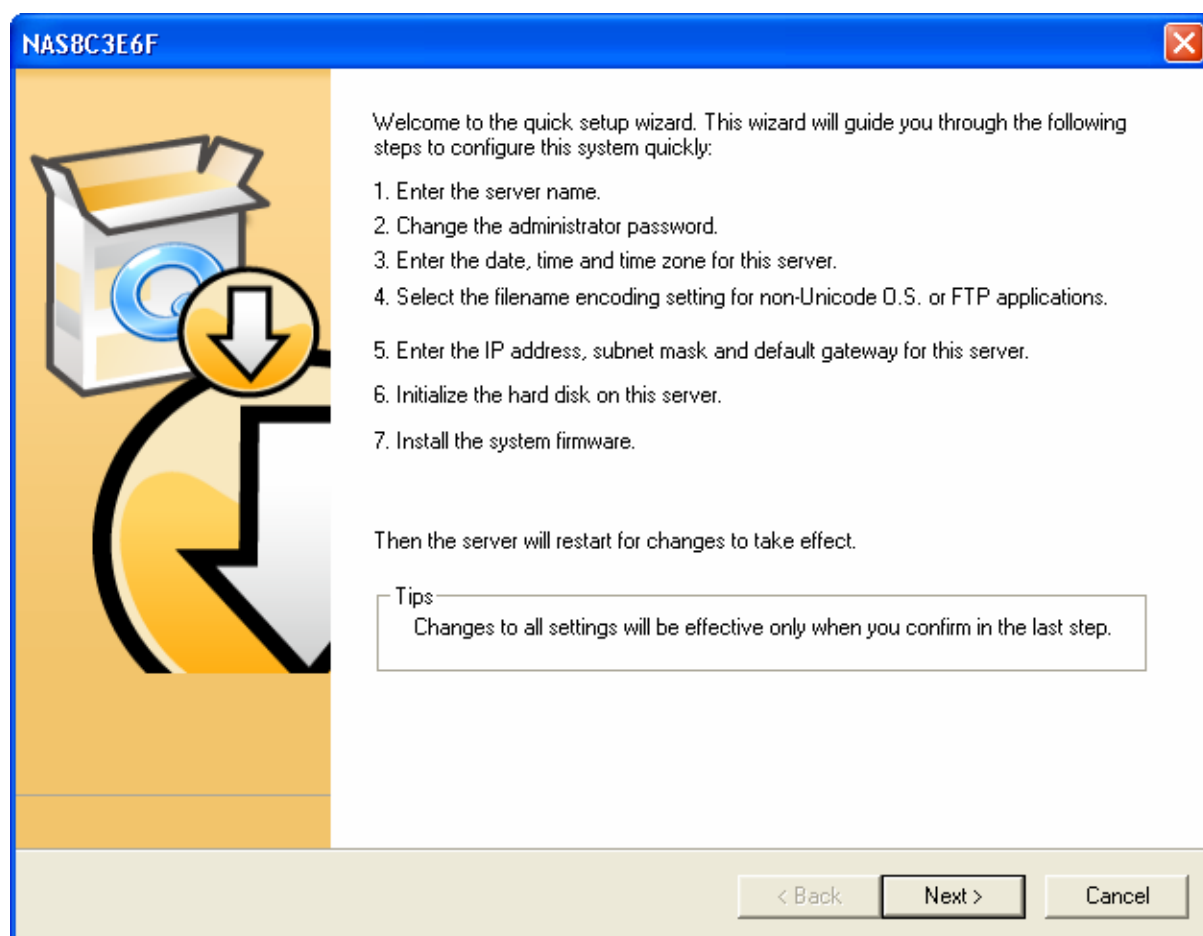 NAS8C3E6F
Welcome to the quick setup wizard. This wizard will guide you through the following
steps to configure this system quickly:
1. Enter the server name.
2. Change the administrator password.
3. Enter the date, time and time zone for this server.
4. Select the filename encoding setting for non-Unicode O.S. or FTP applications.
5. Enter the IP address, subnet mask and default gateway for this server.
6. Initialize the hard disk on this server.
7. Install the system firmware.
Then the server will restart for changes to take effect.
Tips
Changes to all settings will be effective only when you confirm in the last step.
< Back
Next >
Cancel